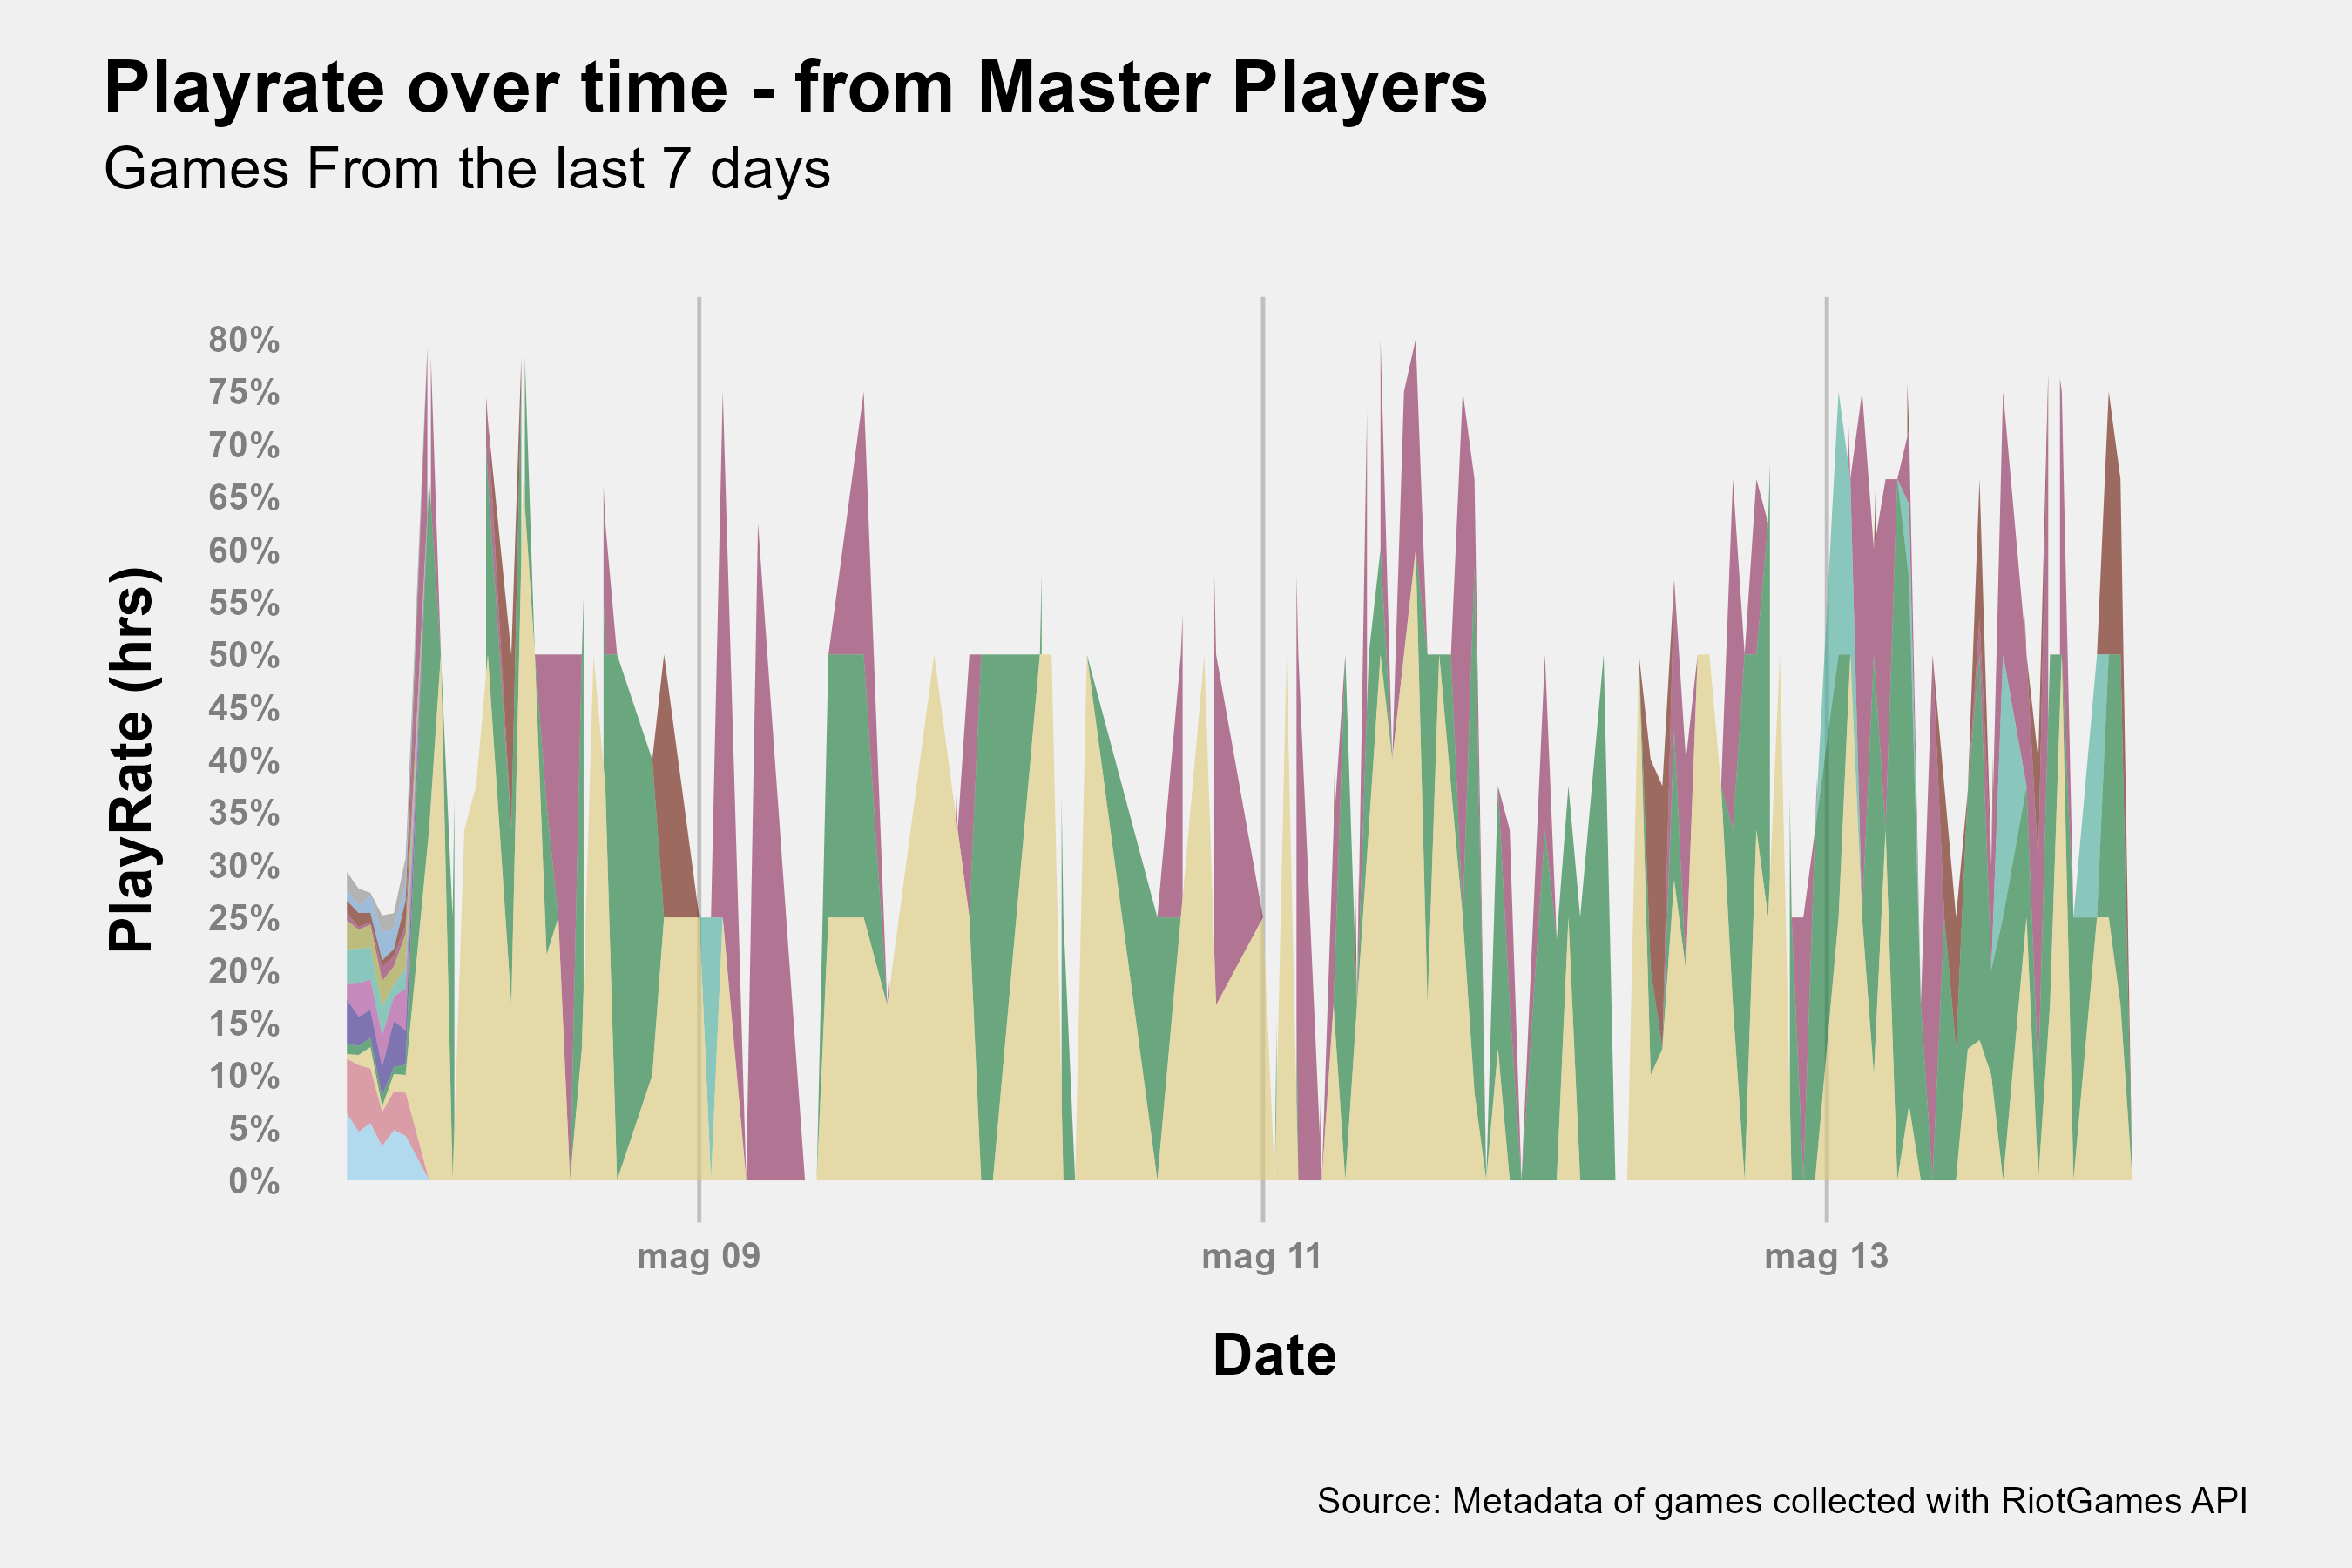 Playrate over time - from Master Players
Games From the last 7 days
PlayRate (hrs)
80%
75%
70%
65%
60%
55%
50%
45%
40%
35%
30%
25%
20%
15%
10%
5%
0%
mag 09
mag 11
mag 13
Date
Source: Metadata of games collected with RiotGames API